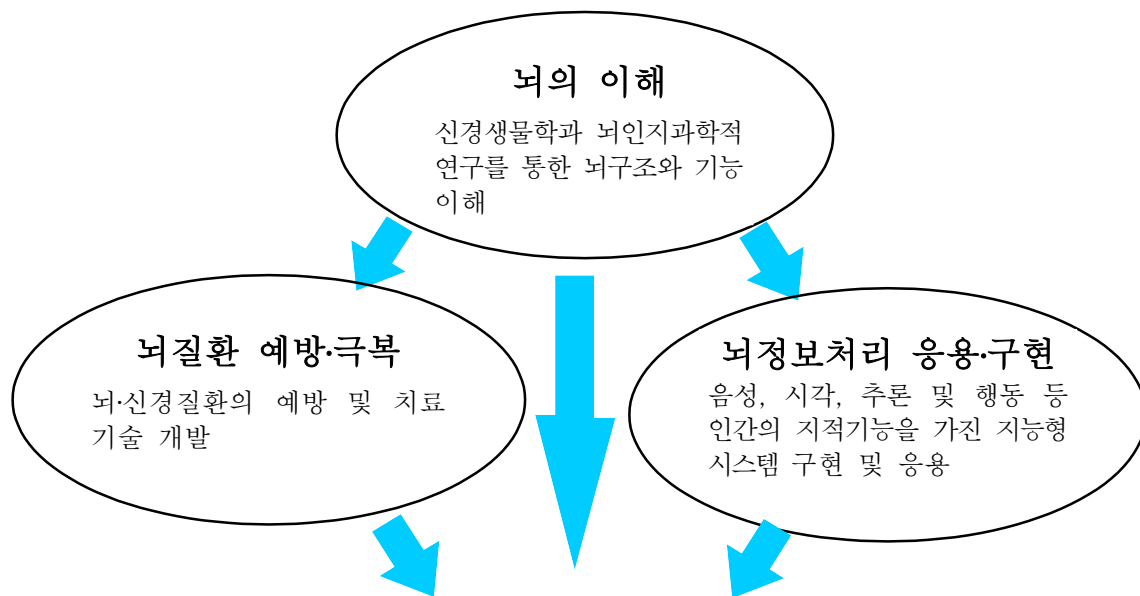 뇌의 이해
신경생물학과 뇌인지과학적
연구를 통한 뇌구조와 기능
이해
뇌질환 예방·극복
뇌·신경질환의 예방 및 치료
기술 개발
뇌정보처리 응용·구현
음성, 시각, 추론 및 행동 등
인간의 지적기능을 가진 지능형
시스템 구현 및 응용